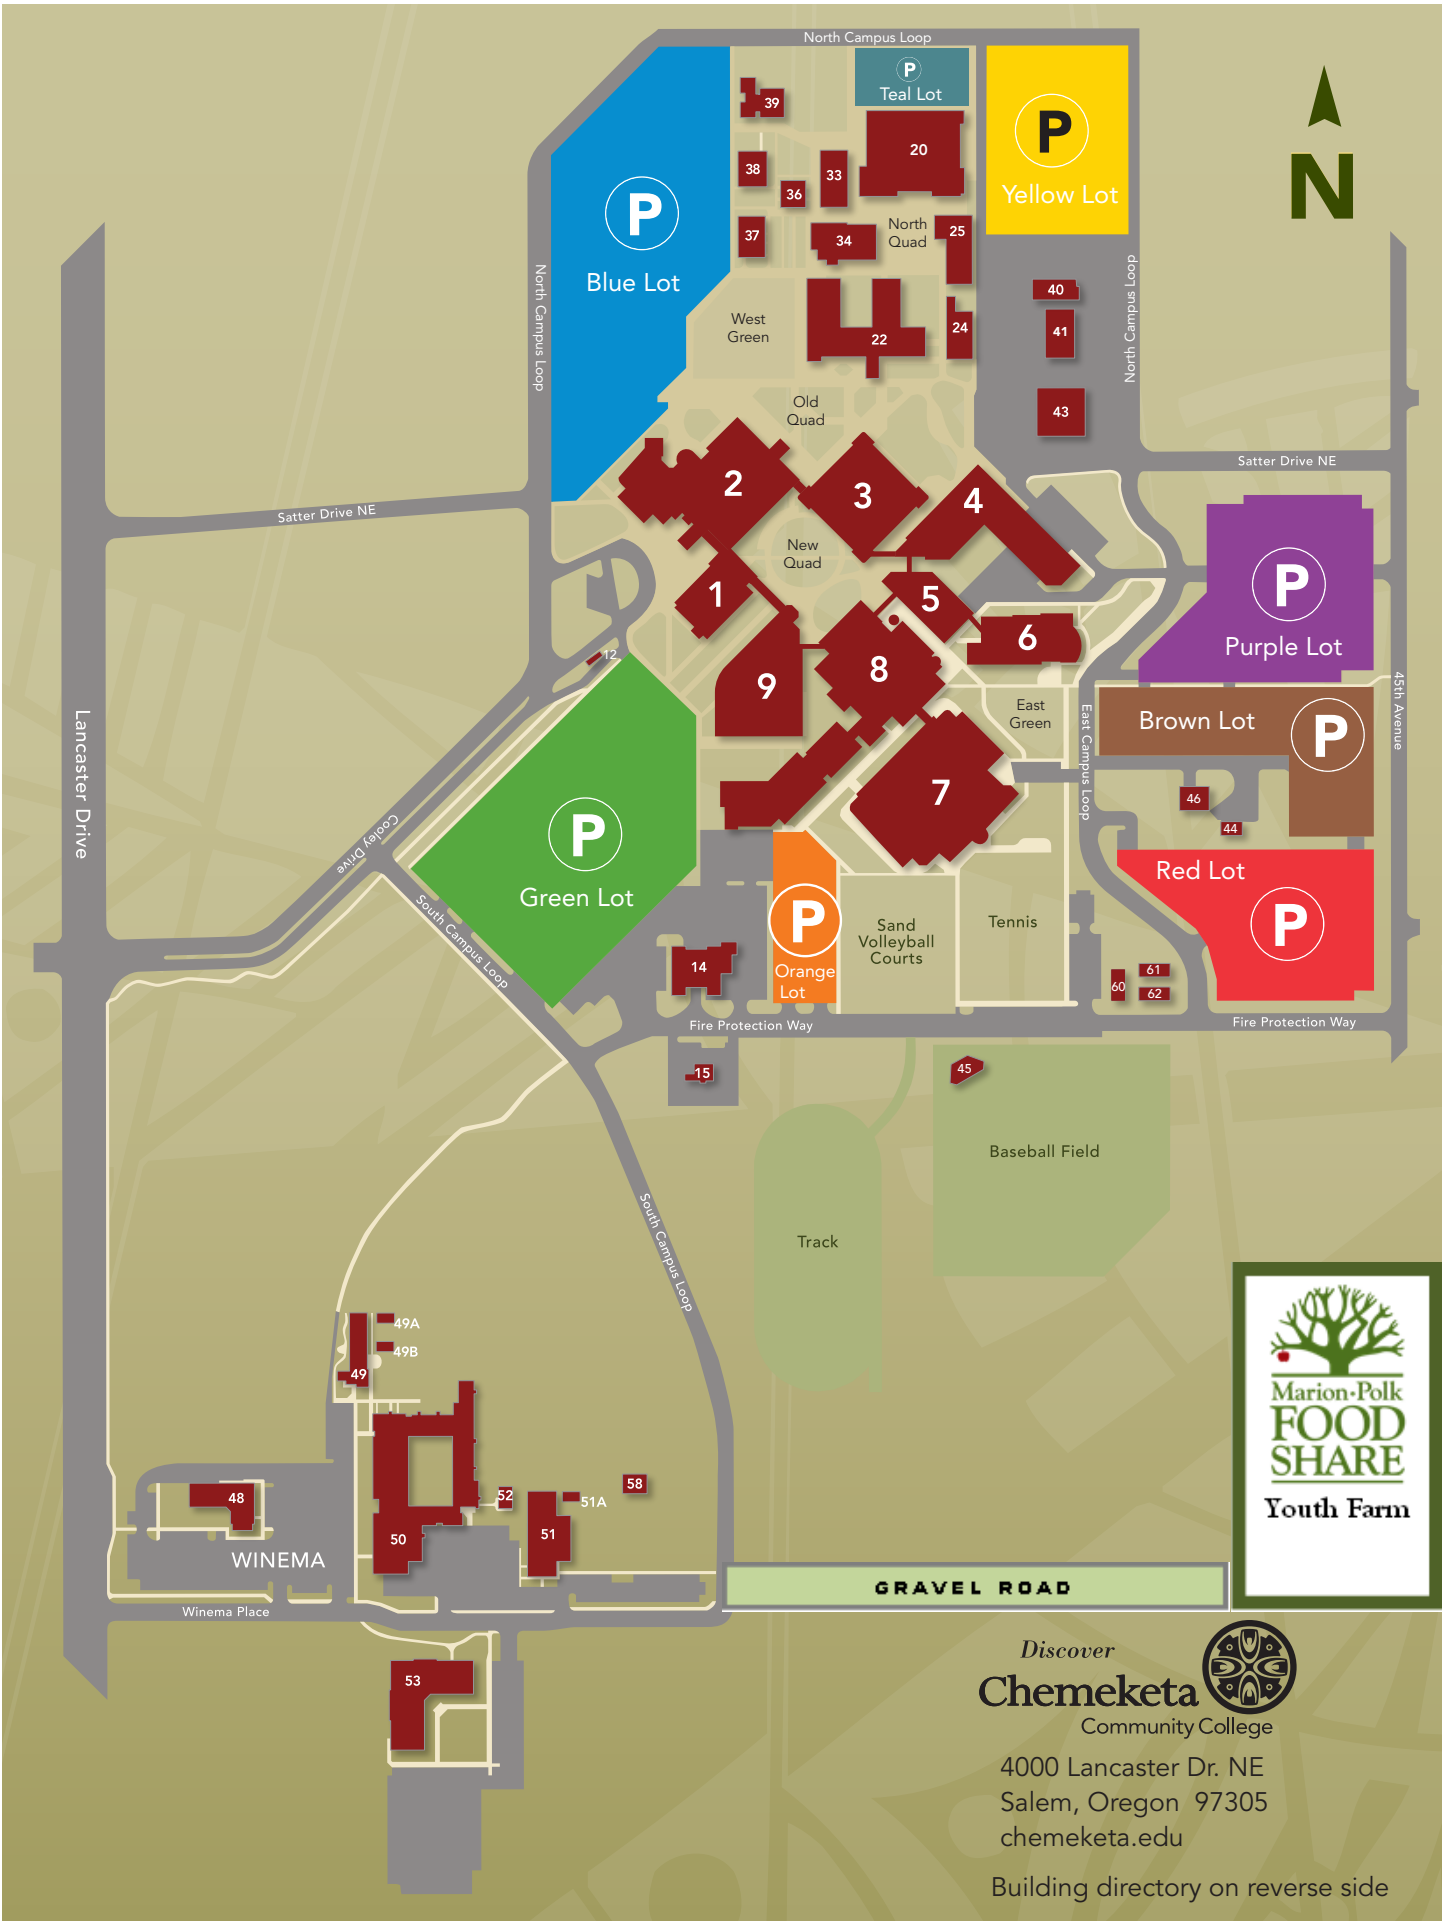 North Campus Loop
P
Teal Lot
39
20
P
Yellow Lot
N
38
33
36
P
Blue Lot
37
34
North
Quad
25
North Campus Loop
North Campus Loop
40
West
Green
22
24
41
Old
Quad
43
Satter Drive NE
2
3
4
Satter Drive NE
New
Quad
1
5
P
Purple Lot
6
12
8
9
East
Green
East Campus Loop
45th Avenue
Brown Lot
P
Lancaster Drive
7
46
44
Cooley Drive
P
Green Lot
Red Lot
P
South Campus Loop
P
Orange
Lot
Sand
Volleyball
Courts
Tennis
14
60
61
62
Fire Protection Way
Fire Protection Way
15
45
Baseball Field
Track
South Campus Loop
49A
49B
49
Marion-Polk
FOOD
SHARE
Youth Farm
48
52
51A
58
50
51
WINEMA
GRAVEL ROAD
Winema Place
53
Discover
Chemeketa
Community College
4000 Lancaster Dr. NE
Salem, Oregon 97305
chemeketa.edu
Building directory on reverse side